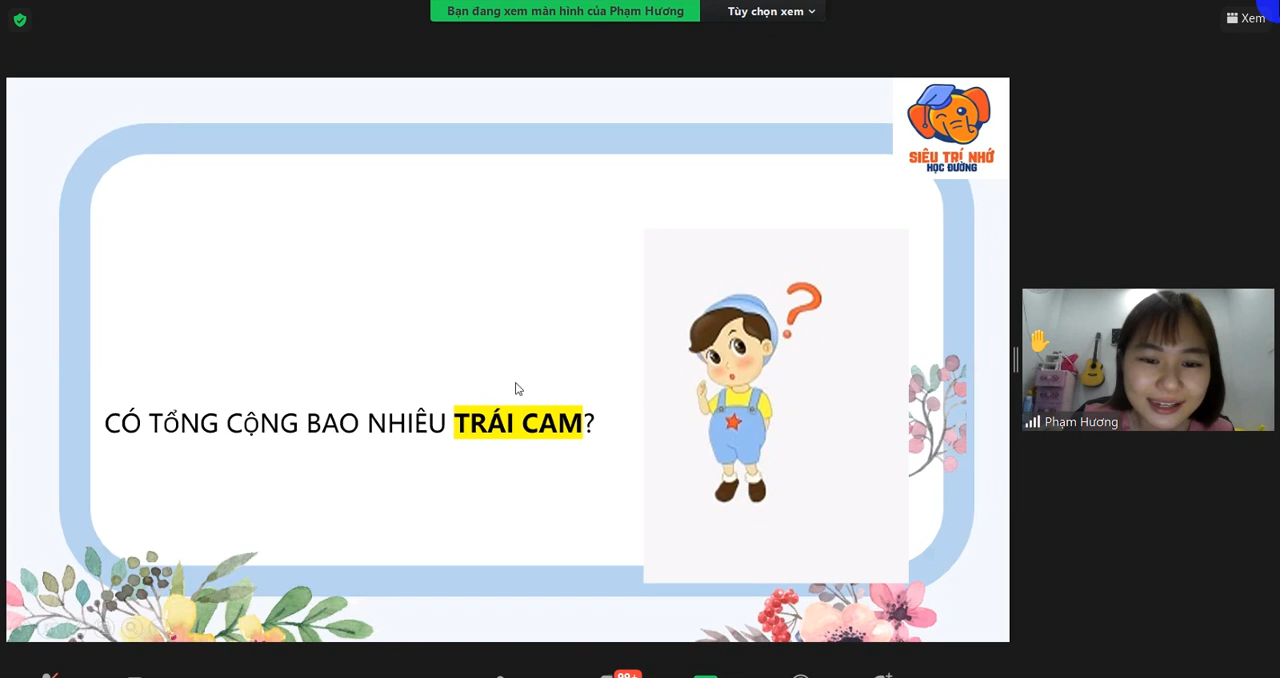 Bạn đang xem màn hình của Phạm Hương
Tùy chọn xem
Xem
SIÊU TRÍ NHỚ
HỌC ĐƯỜNG
CÓ TỔNG CỘNG BAO NHIÊU TRÁI CAM?
Phạm Hương
99+